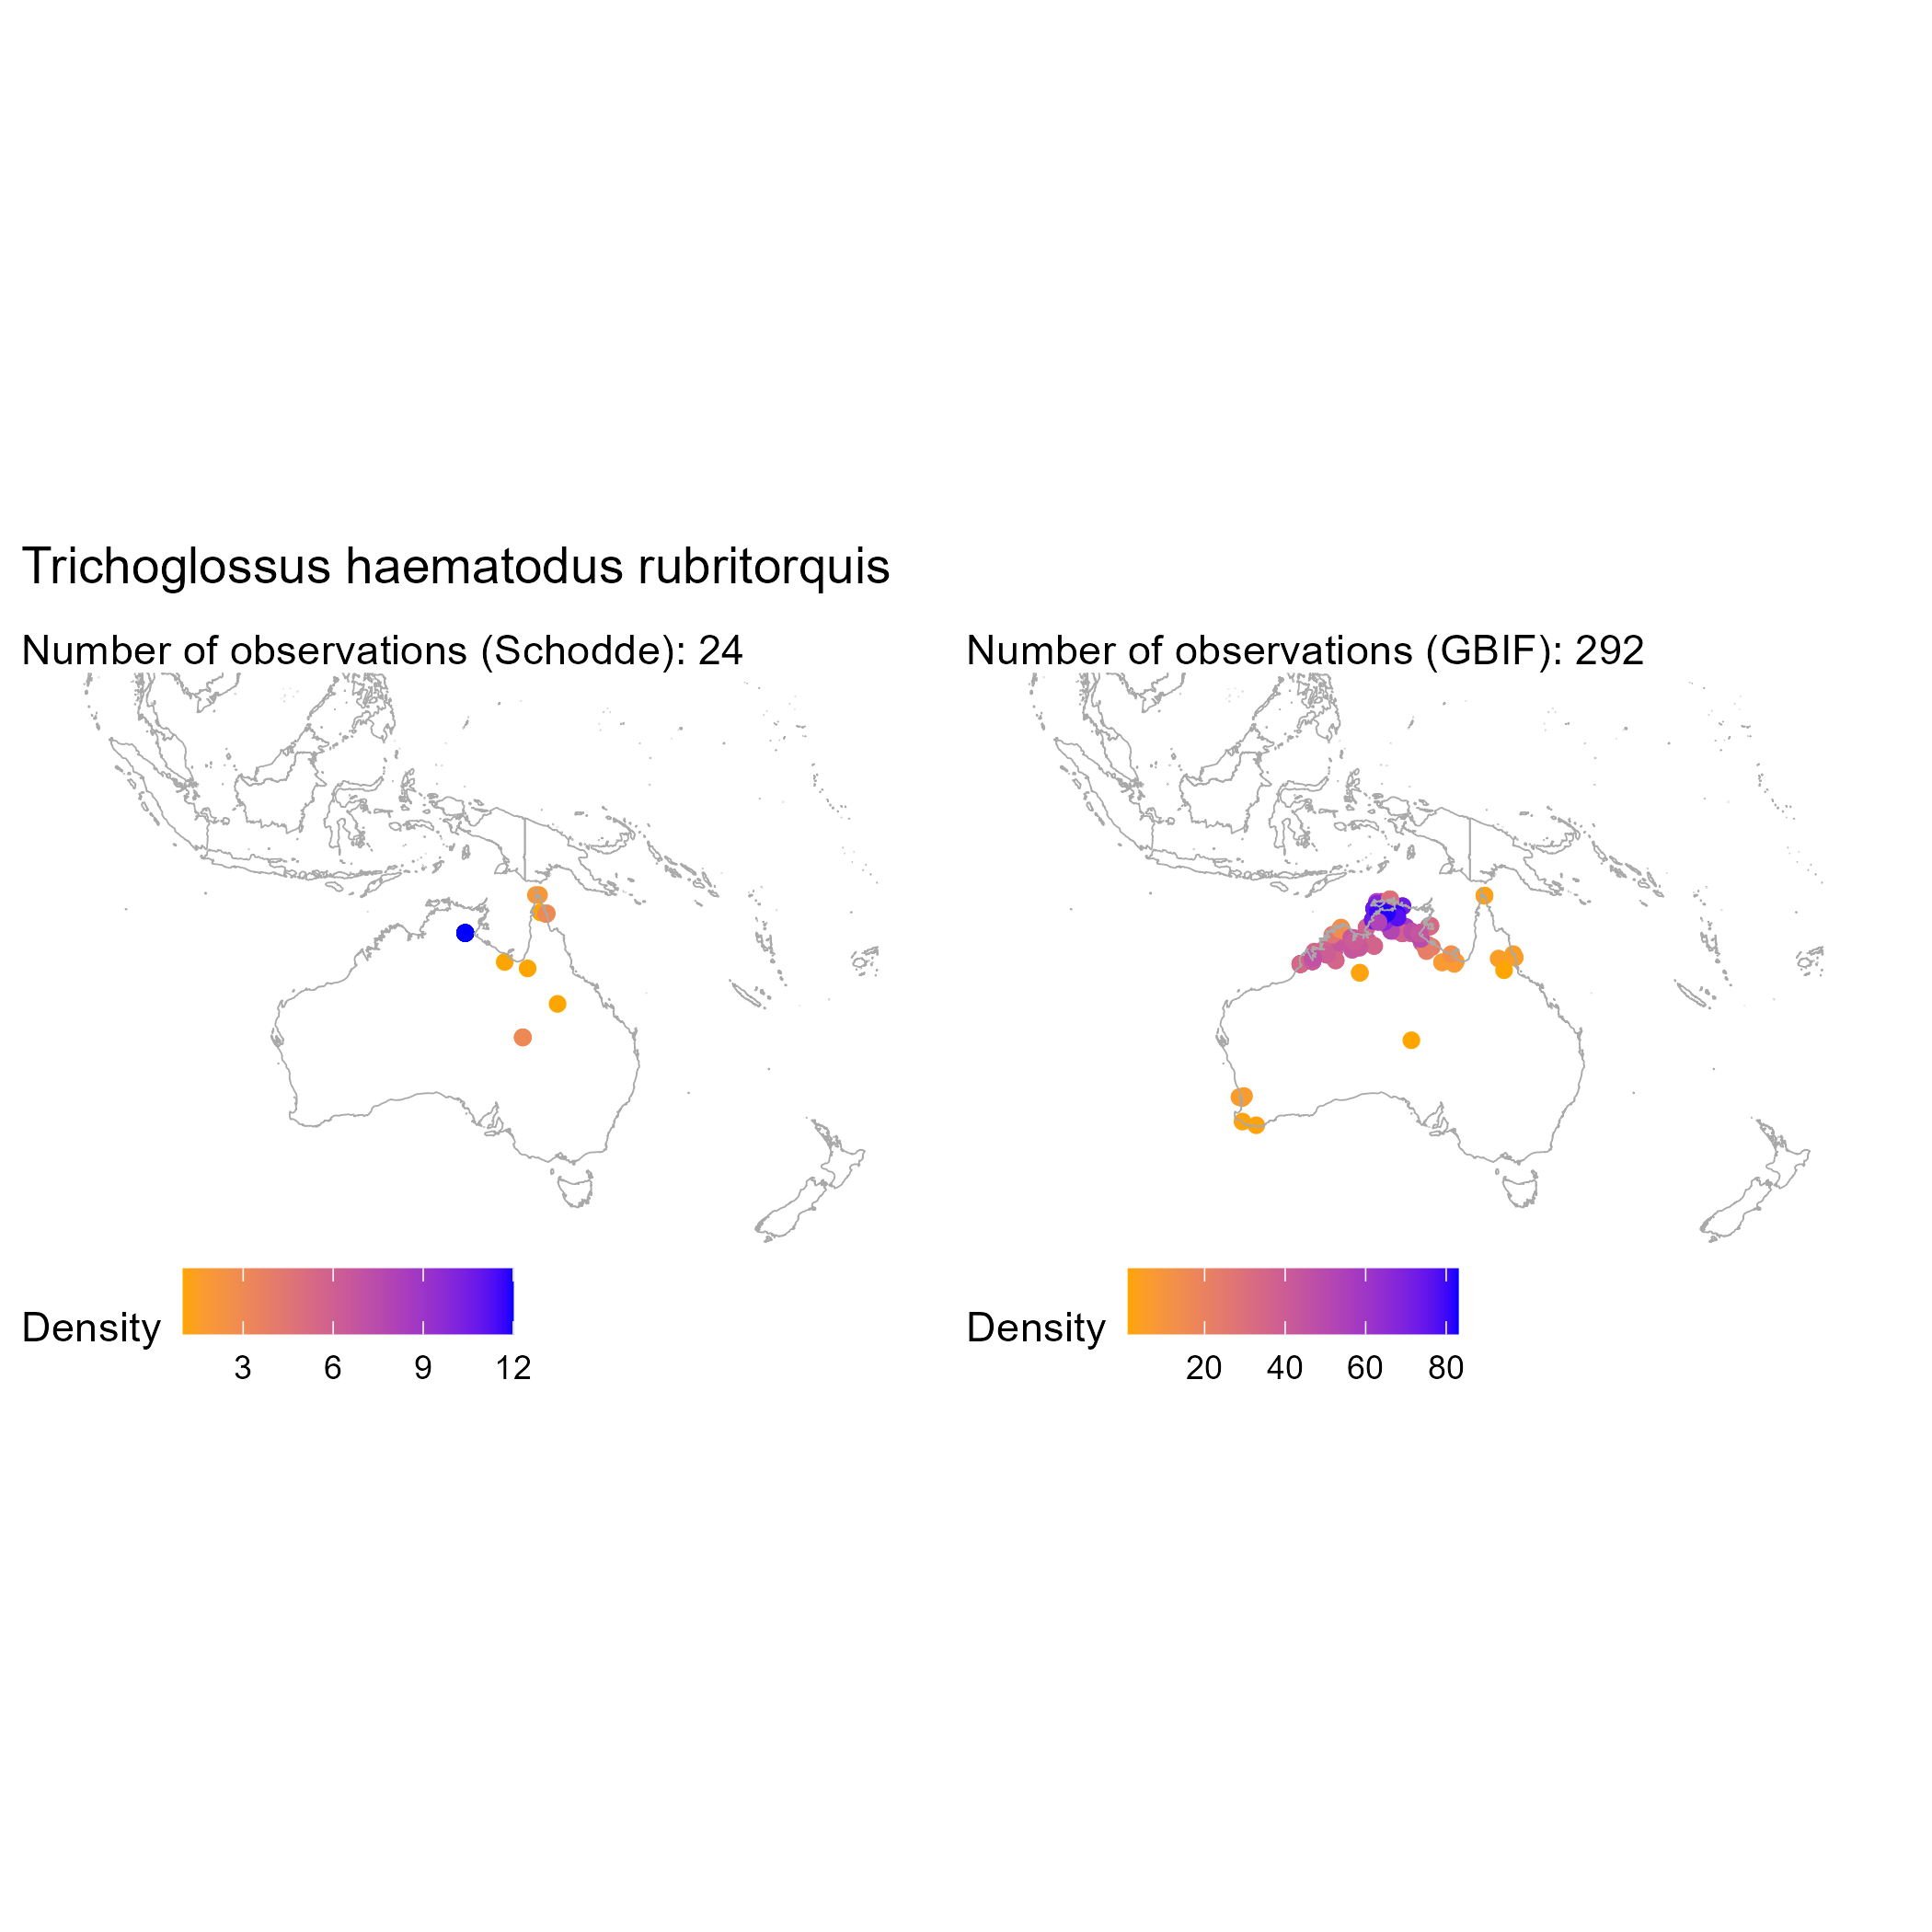 Trichoglossus haematodus rubritorquis
Number of observations (Schodde): 24
Number of observations (GBIF): 292
Density
3 6 9 12
Density
20 40 60 80